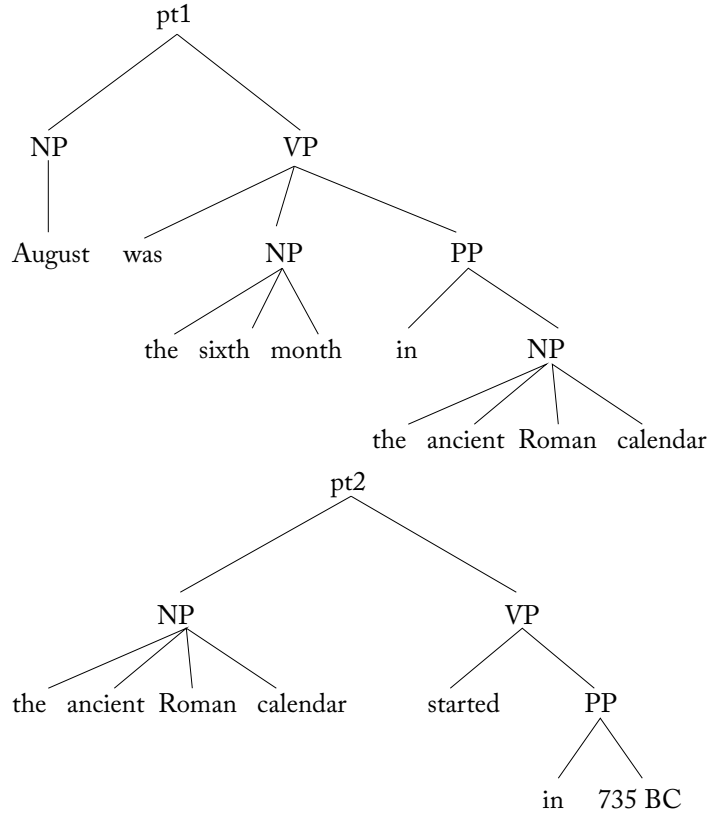 pt1
NP VP
August was NP PP
the sixth month in NP
the ancient Roman calendar
pt2
NP VP
the ancient Roman calendar started PP
in 735 BC